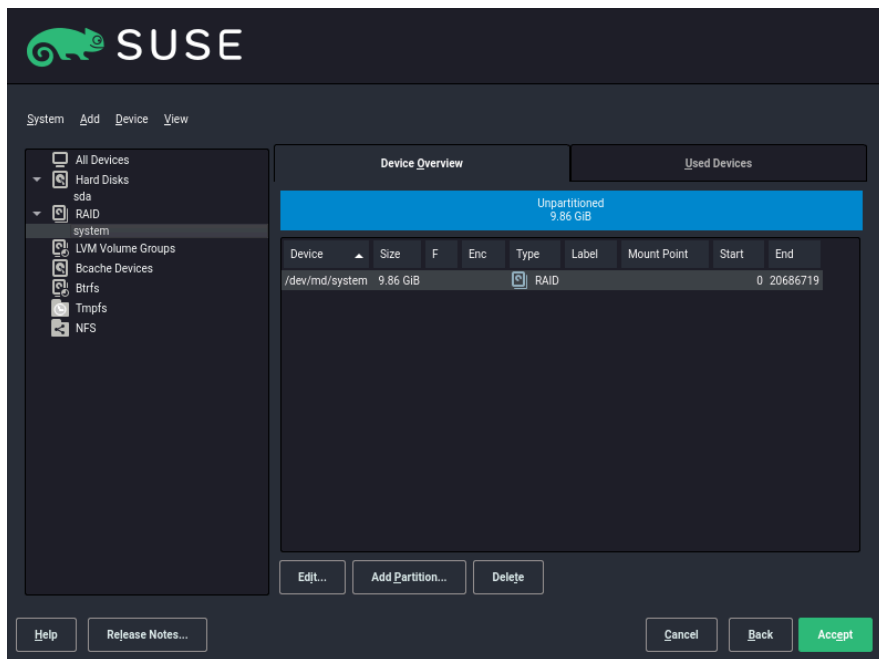 SUSE
System Add Device View
All Devices
Hard Disks
sda
RAID
system
LVM Volume Groups
Bcache Devices
Btrfs
Tmpfs
NFS
Device Overview
Used Devices
Unpartitioned
9.86 GiB
Device Size F Enc Type Label Mount Point Start End
/dev/md/system 9.86 GiB RAID 0 20686719
Edit... Add Partition... Delete
Help Release Notes... Cancel Back Accept